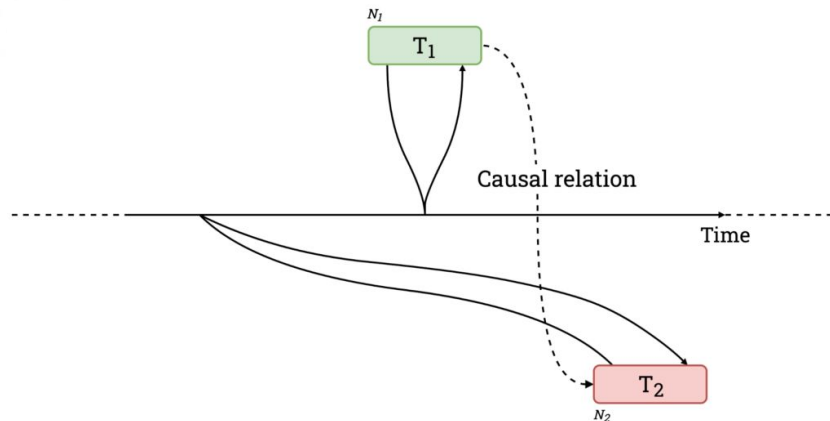 N₁
T₁
Causal relation
Time
T₂
N₂